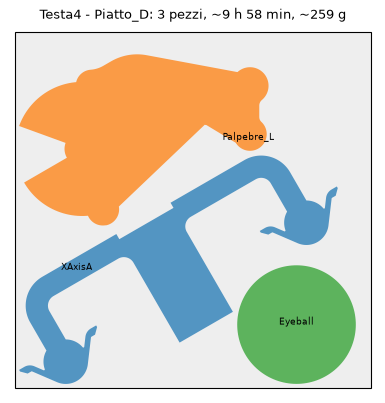 Testa4 - Piatto_D: 3 pezzi, ~9 h 58 min, ~259 g
Palpebre_L
XAxisA
Eyeball